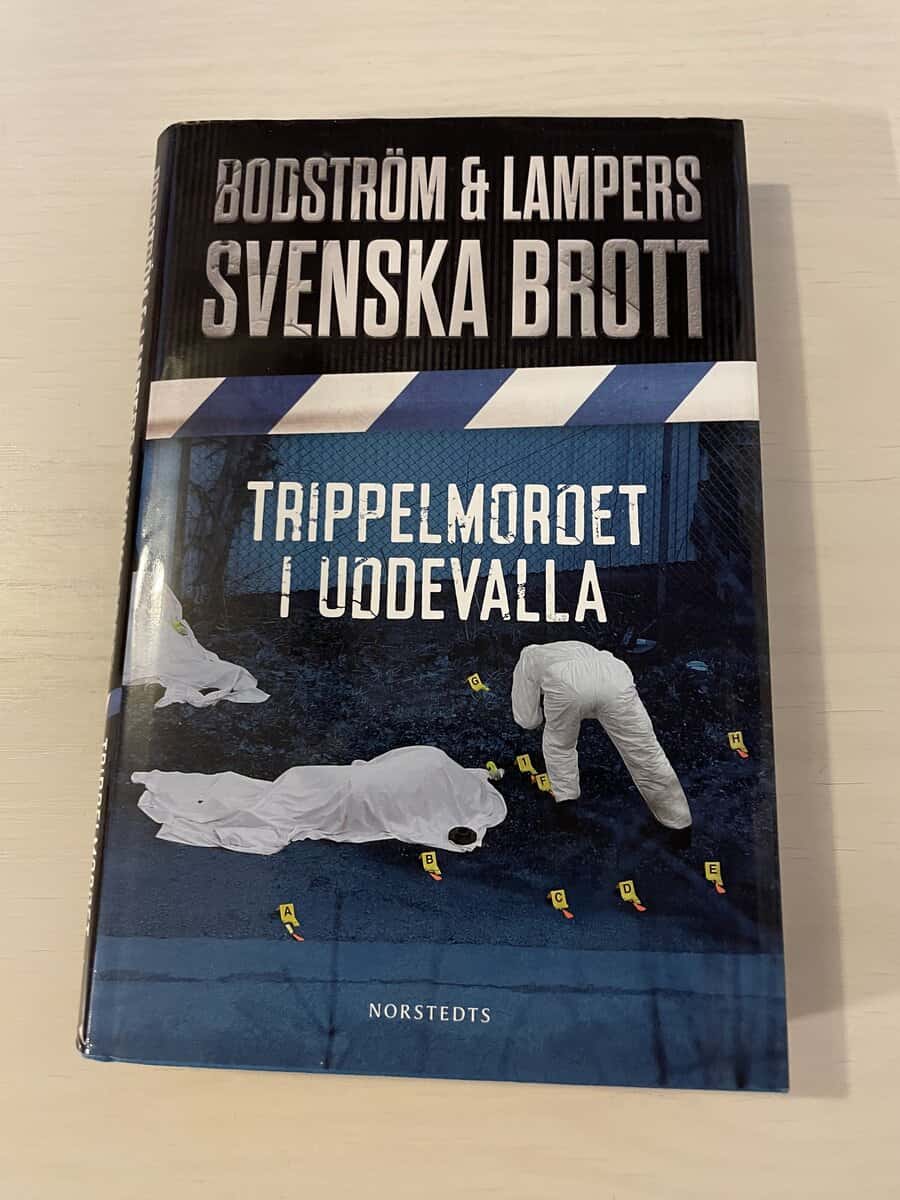 BODSTRÖM & LAMPERS
SVENSKA BROTT
TRIPPELMORDET
I UDDEVALLA
G
H
I
F
B
E
D
C
A
NORSTEDTS